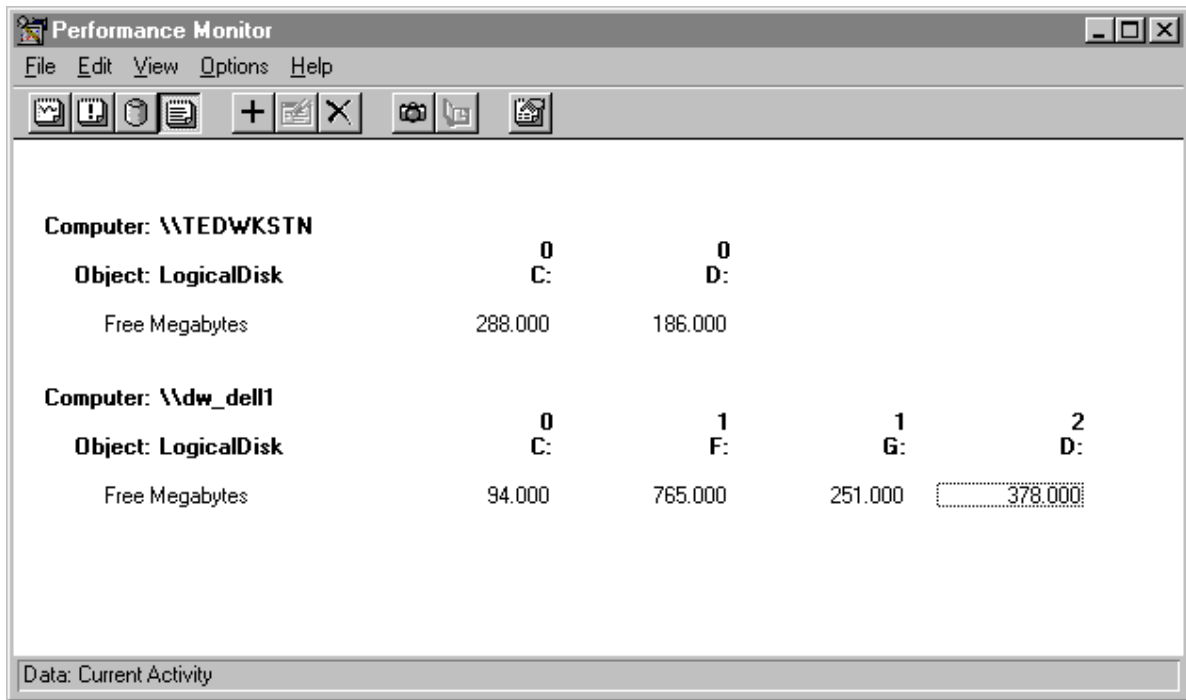 Performance Monitor
File Edit View Options Help
Computer: \\TEDWKSTN
0 0
Object: LogicalDisk C: D:
Free Megabytes 288.000 186.000
Computer: \\dw_dell1
0 1 1 2
Object: LogicalDisk C: F: G: D:
Free Megabytes 94.000 765.000 251.000 378.000
Data: Current Activity